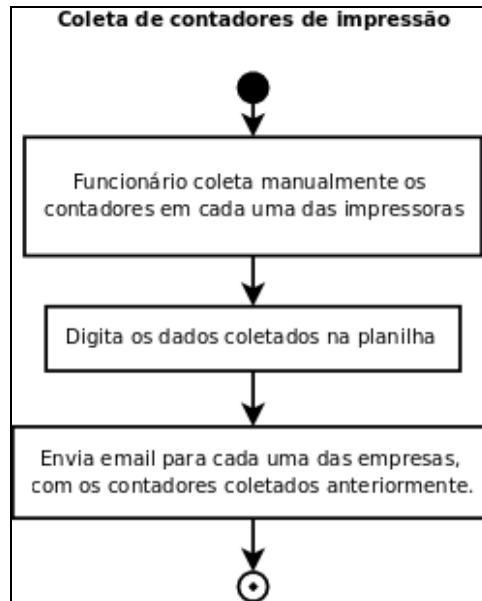 Coleta de contadores de impressão
Funcionário coleta manualmente os
contadores em cada uma das impressoras
Digita os dados coletados na planilha
Envia email para cada uma das empresas,
com os contadores coletados anteriormente.